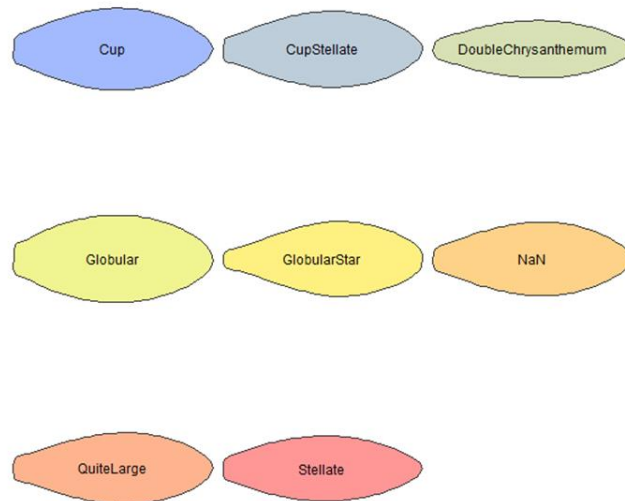 Cup
CupStellate
DoubleChrysanthemum
Globular
GlobularStar
NaN
QuiteLarge
Stellate